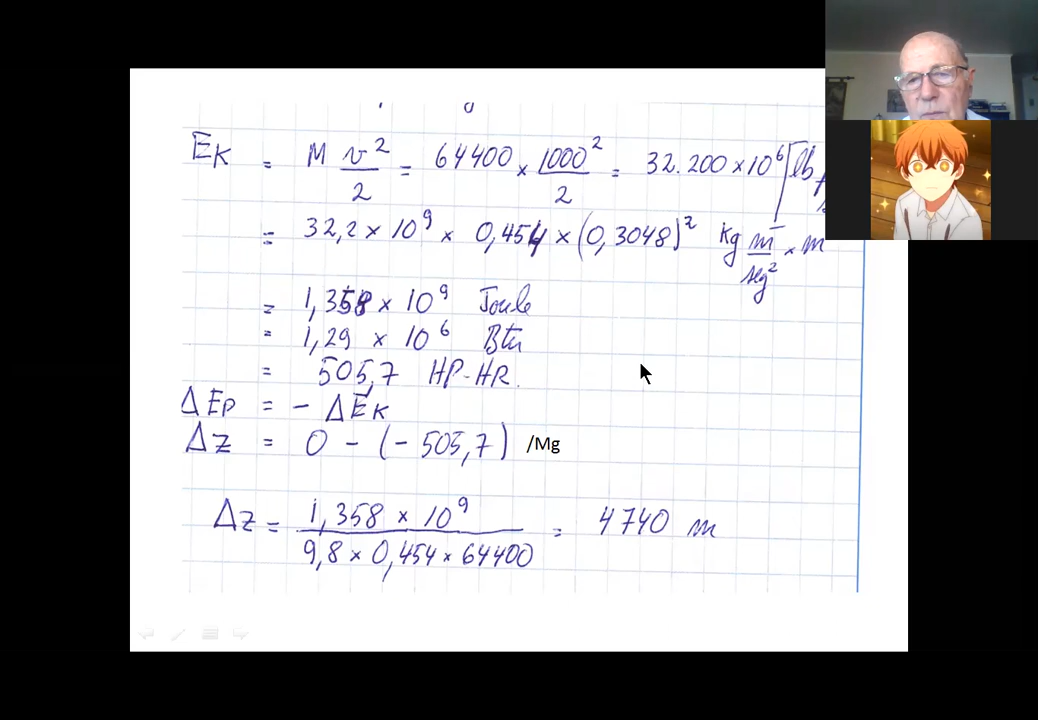 EK = M v²/2 = 64400 × 1000²/2 = 32.200 × 10⁶ lb
= 32,2 × 10⁹ × 0,454 × (0,3048)² kg m/seg² × m
= 1,358 × 10⁹ Joule
= 1,29 × 10⁶ Btu
= 505,7 HP-HR.
ΔEp = - ΔEK
Δz = 0 - (- 505,7) /Mg
Δz = 1,358 × 10⁹ / 9,8 × 0,454 × 64400 = 4740 m